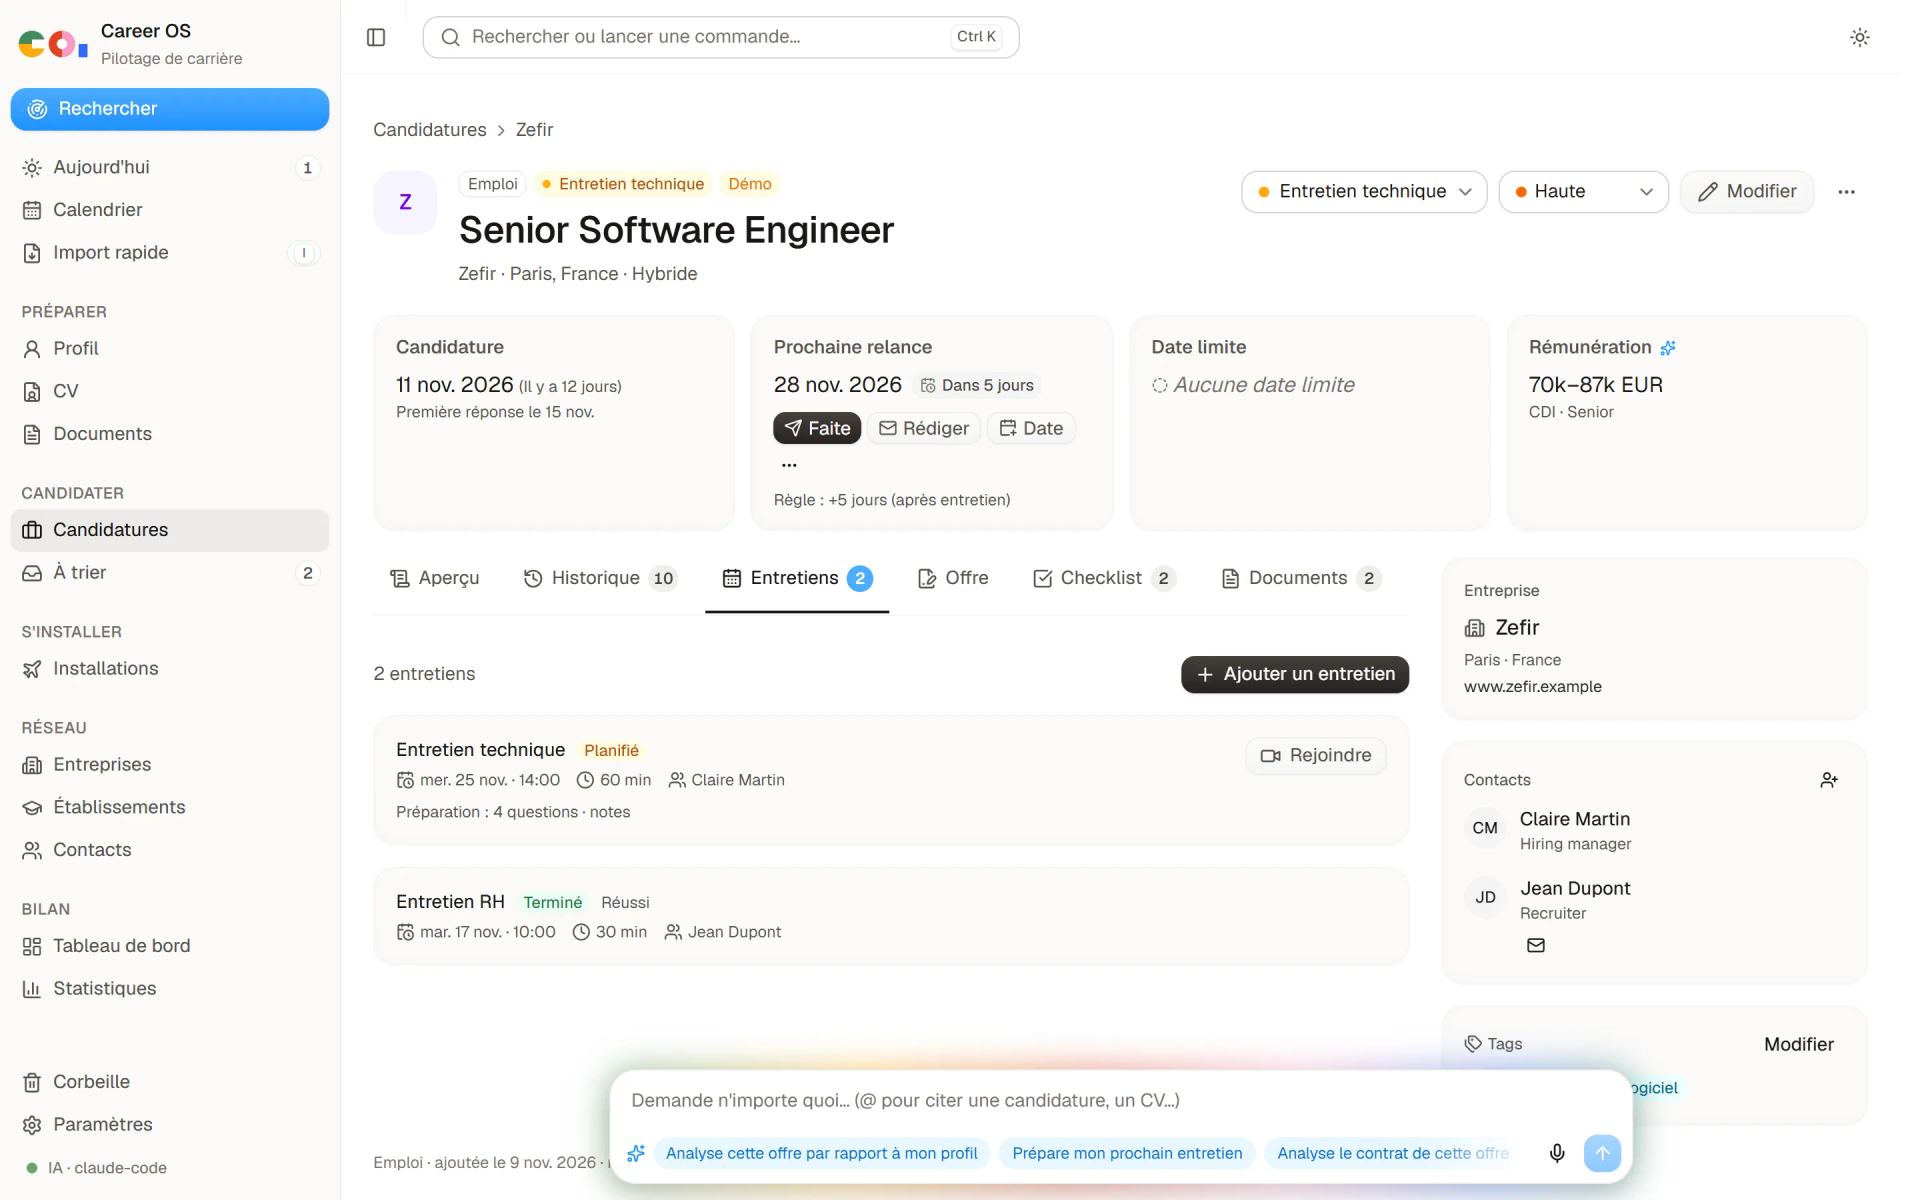 Career OS
Pilotage de carrière
Rechercher
Aujourd'hui 1
Calendrier
Import rapide I
PRÉPARER
Profil
CV
Documents
CANDIDATER
Candidatures
À trier 2
S'INSTALLER
Installations
RÉSEAU
Entreprises
Établissements
Contacts
BILAN
Tableau de bord
Statistiques
Corbeille
Paramètres
IA · claude-code
Rechercher ou lancer une commande... Ctrl K
Candidatures > Zefir
Z
Emploi Entretien technique Démo
Senior Software Engineer
Zefir · Paris, France · Hybride
Entretien technique Haute Modifier ...
Candidature
11 nov. 2026 (Il y a 12 jours)
Première réponse le 15 nov.
Prochaine relance
28 nov. 2026 Dans 5 jours
Faite Rédiger Date
...
Règle : +5 jours (après entretien)
Date limite
Aucune date limite
Rémunération
70k–87k EUR
CDI · Senior
Aperçu Historique 10 Entretiens 2 Offre Checklist 2 Documents 2
2 entretiens
Ajouter un entretien
Entretien technique Planifié
mer. 25 nov. · 14:00 60 min Claire Martin
Préparation : 4 questions · notes
Rejoindre
Entretien RH Terminé Réussi
mar. 17 nov. · 10:00 30 min Jean Dupont
Entreprise
Zefir
Paris · France
www.zefir.example
Contacts
CM
Claire Martin
Hiring manager
JD
Jean Dupont
Recruiter
Tags Modifier
ogiciel
Emploi · ajoutée le 9 nov. 2026 ·
Demande n'importe quoi... (@ pour citer une candidature, un CV...)
Analyse cette offre par rapport à mon profil Prépare mon prochain entretien Analyse le contrat de cette offre